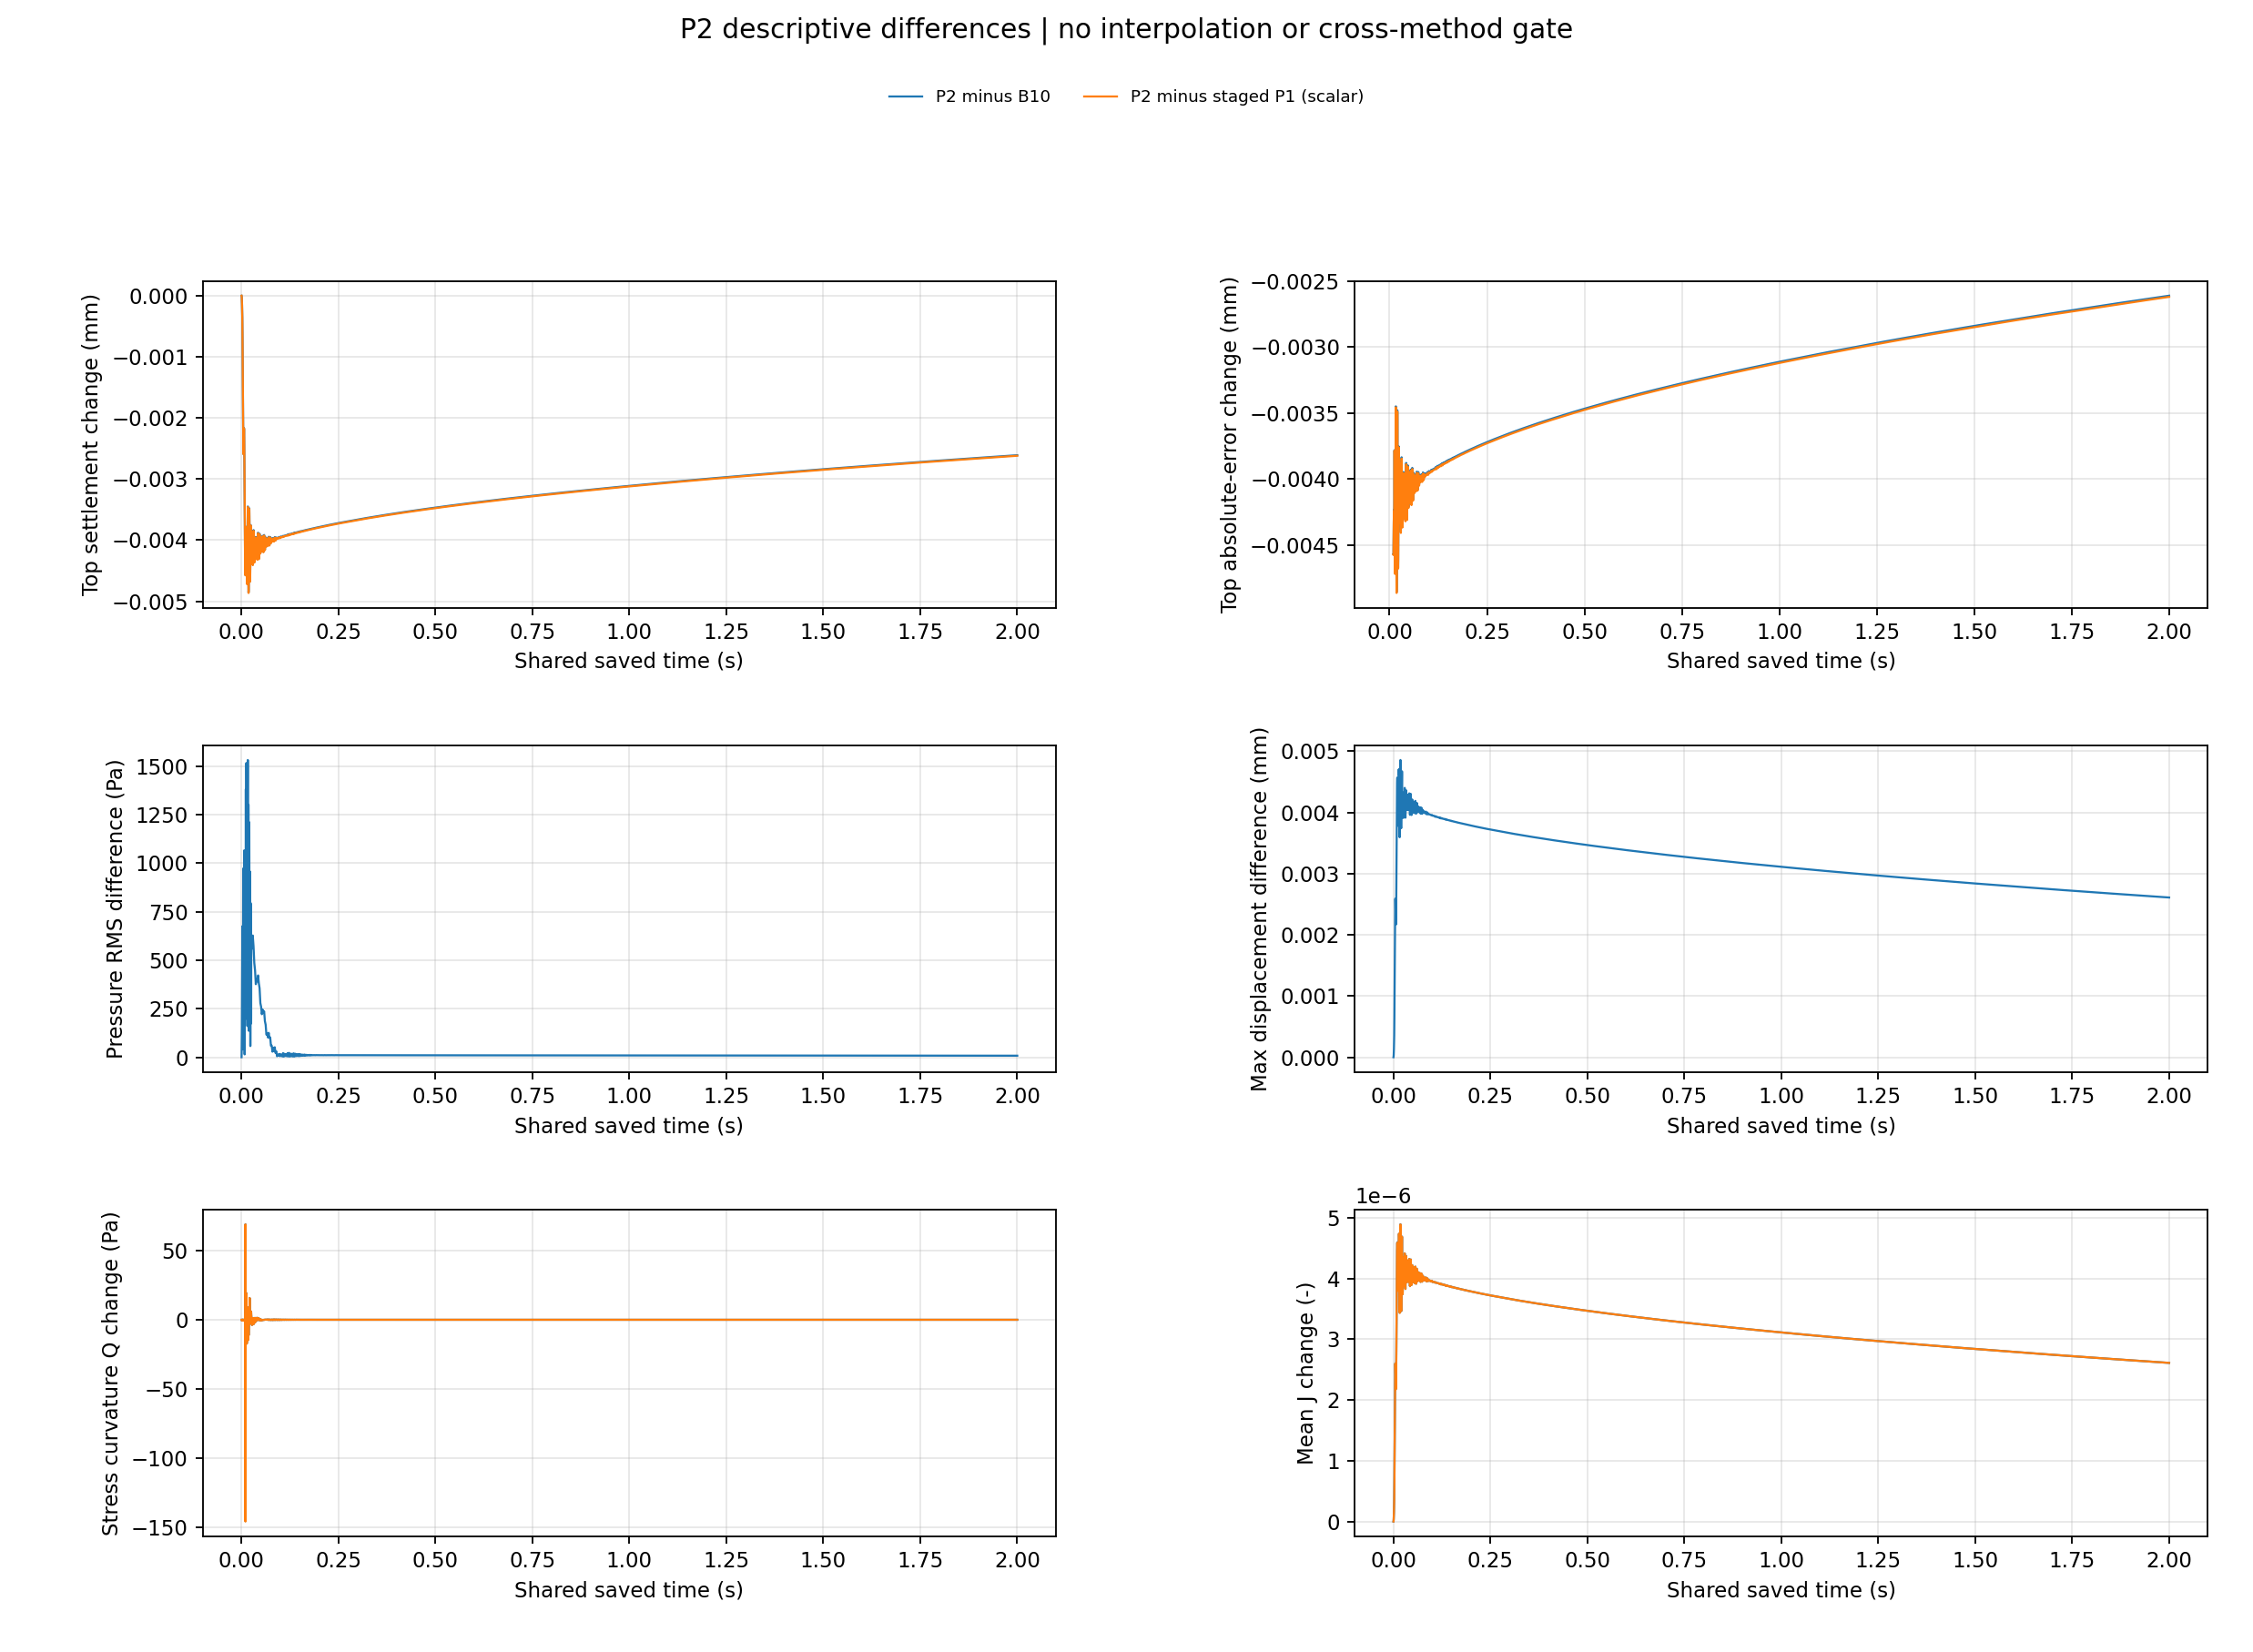 P2 descriptive differences | no interpolation or cross-method gate
P2 minus B10
P2 minus staged P1 (scalar)
Top settlement change (mm)
0.000
−0.001
−0.002
−0.003
−0.004
−0.005
0.00 0.25 0.50 0.75 1.00 1.25 1.50 1.75 2.00
Shared saved time (s)
Top absolute-error change (mm)
−0.0025
−0.0030
−0.0035
−0.0040
−0.0045
0.00 0.25 0.50 0.75 1.00 1.25 1.50 1.75 2.00
Shared saved time (s)
Pressure RMS difference (Pa)
1500
1250
1000
750
500
250
0
0.00 0.25 0.50 0.75 1.00 1.25 1.50 1.75 2.00
Shared saved time (s)
Max displacement difference (mm)
0.005
0.004
0.003
0.002
0.001
0.000
0.00 0.25 0.50 0.75 1.00 1.25 1.50 1.75 2.00
Shared saved time (s)
Stress curvature Q change (Pa)
50
0
−50
−100
−150
0.00 0.25 0.50 0.75 1.00 1.25 1.50 1.75 2.00
Shared saved time (s)
1e−6
Mean J change (-)
5
4
3
2
1
0
0.00 0.25 0.50 0.75 1.00 1.25 1.50 1.75 2.00
Shared saved time (s)